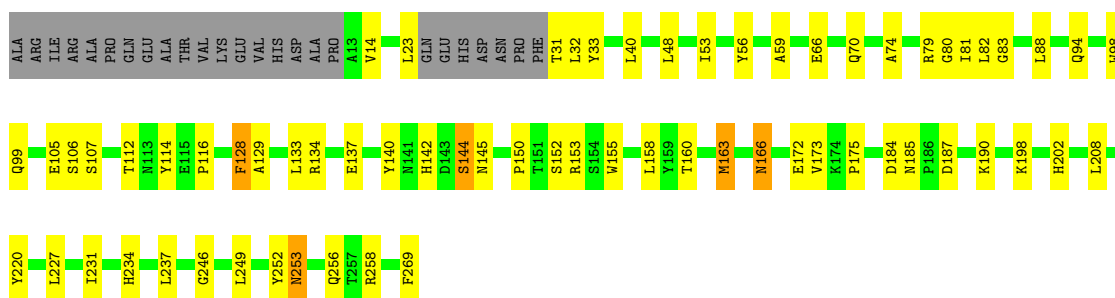 ALA ARG ILE ARG ALA PRO GLN GLU ALA THR VAL LYS GLU VAL HIS ASP ALA PRO A13 V14 L23 GLN GLU HIS ASP ASN PRO PHE T31 L32 Y33 L40 L48 I53 Y56 A59 E66 Q70 A74 R79 G80 I81 L82 G83 L88 Q94
Q99 E105 S106 S107 T112 N113 Y114 E115 P116 F128 A129 L133 R134 E137 Y140 N141 H142 D143 S144 N145 P150 T151 S152 R153 S154 W155 L158 Y159 T160 M163 N166 E172 V173 K174 P175 D184 N185 P186 D187 K190 K198 H202 L208
Y220 L227 I231 H234 L237 G246 L249 Y252 N253 Q256 T257 R258 F269